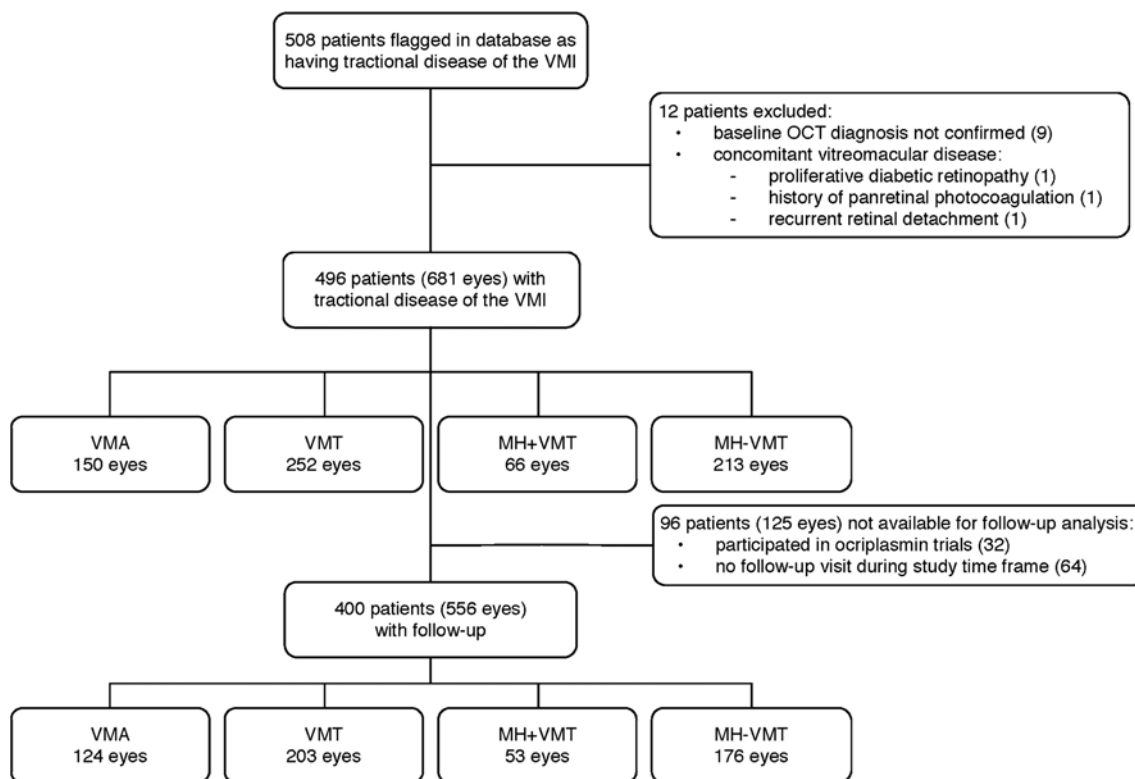 508 patients flagged in database as
having tractional disease of the VMI
12 patients excluded:
• baseline OCT diagnosis not confirmed (9)
• concomitant vitreomacular disease:
- proliferative diabetic retinopathy (1)
- history of panretinal photocoagulation (1)
- recurrent retinal detachment (1)
496 patients (681 eyes) with
tractional disease of the VMI
VMA
150 eyes
VMT
252 eyes
MH+VMT
66 eyes
MH-VMT
213 eyes
96 patients (125 eyes) not available for follow-up analysis:
• participated in ocriplasmin trials (32)
• no follow-up visit during study time frame (64)
400 patients (556 eyes)
with follow-up
VMA
124 eyes
VMT
203 eyes
MH+VMT
53 eyes
MH-VMT
176 eyes